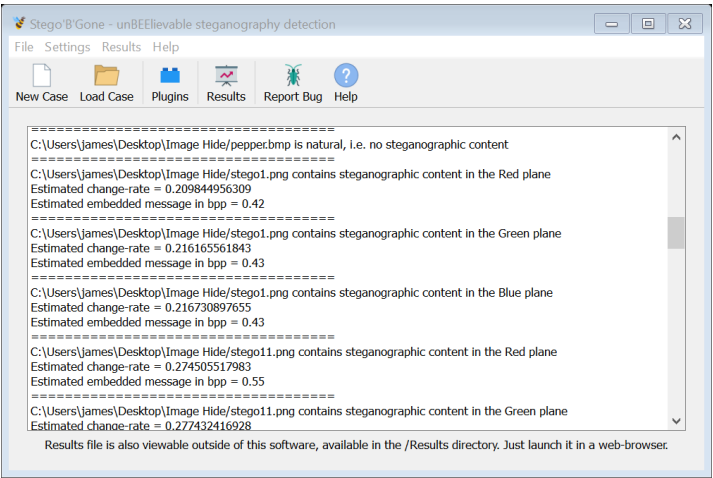 Stego'B'Gone - unBEElievable steganography detection
File Settings Results Help
New Case Load Case Plugins Results Report Bug Help
=====================================
C:\Users\james\Desktop\Image Hide/pepper.bmp is natural, i.e. no steganographic content
=====================================
C:\Users\james\Desktop\Image Hide/stego1.png contains steganographic content in the Red plane
Estimated change-rate = 0.209844956309
Estimated embedded message in bpp = 0.42
=====================================
C:\Users\james\Desktop\Image Hide/stego1.png contains steganographic content in the Green plane
Estimated change-rate = 0.216165561843
Estimated embedded message in bpp = 0.43
=====================================
C:\Users\james\Desktop\Image Hide/stego1.png contains steganographic content in the Blue plane
Estimated change-rate = 0.216730897655
Estimated embedded message in bpp = 0.43
=====================================
C:\Users\james\Desktop\Image Hide/stego11.png contains steganographic content in the Red plane
Estimated change-rate = 0.274505517983
Estimated embedded message in bpp = 0.55
=====================================
C:\Users\james\Desktop\Image Hide/stego11.png contains steganographic content in the Green plane
Estimated change-rate = 0.277432416928
Results file is also viewable outside of this software, available in the /Results directory. Just launch it in a web-browser.